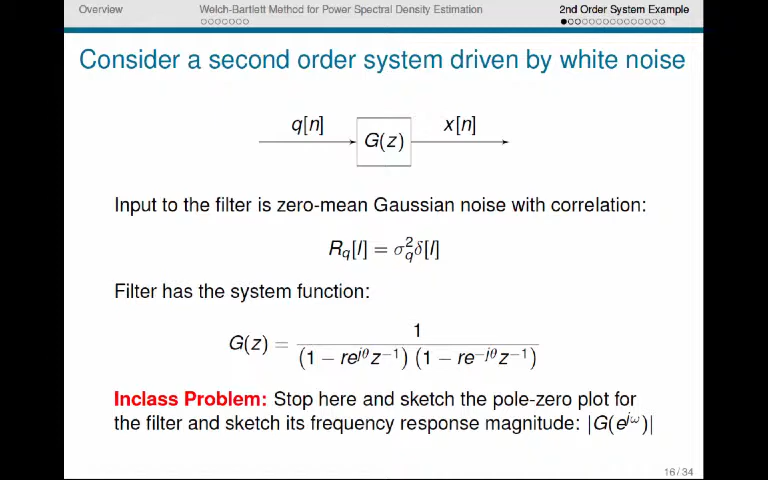 Overview
Welch-Bartlett Method for Power Spectral Density Estimation
2nd Order System Example
Consider a second order system driven by white noise
q[n]
G(z)
x[n]
Input to the filter is zero-mean Gaussian noise with correlation:
R_q[l] = σ_q^2 δ[l]
Filter has the system function:
G(z) = 1 / ((1 − re^{jθ}z^{−1}) (1 − re^{−jθ}z^{−1}))
Inclass Problem: Stop here and sketch the pole-zero plot for
the filter and sketch its frequency response magnitude: |G(e^{jω})|
16 / 34